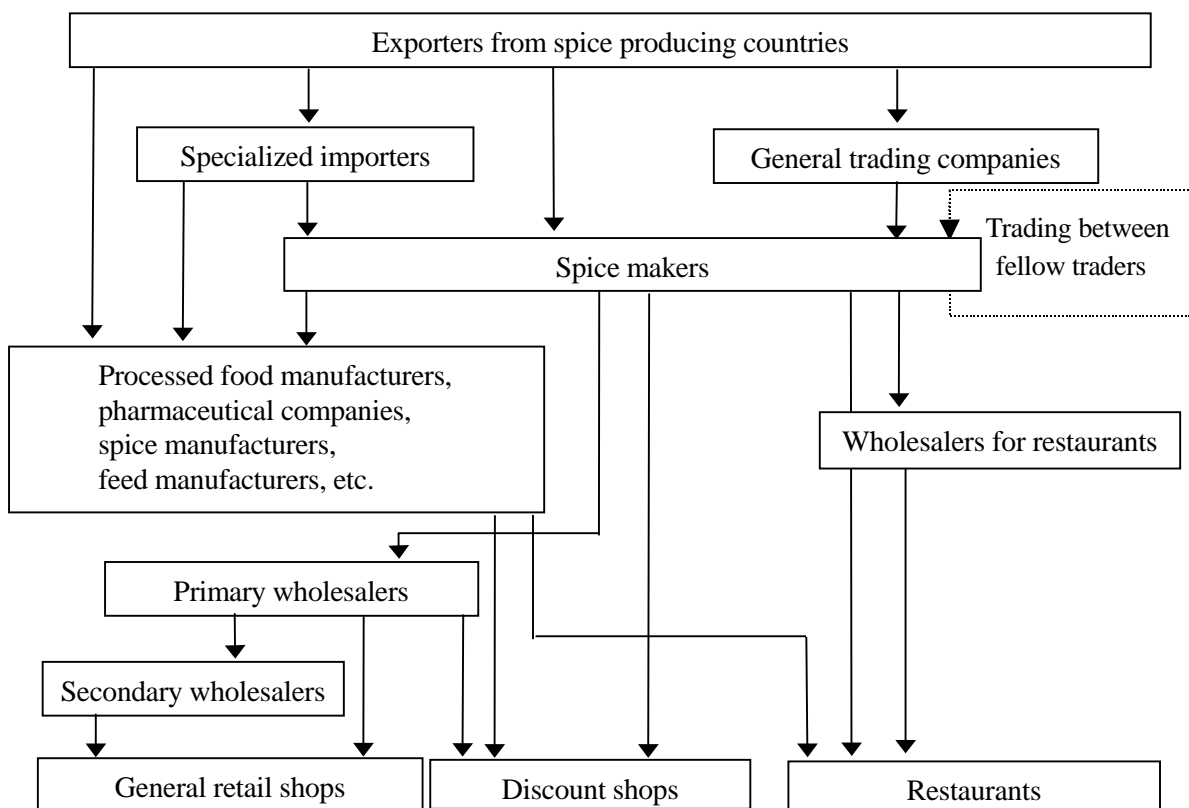 Exporters from spice producing countries
Specialized importers
General trading companies
Trading between
fellow traders
Spice makers
Processed food manufacturers,
pharmaceutical companies,
spice manufacturers,
feed manufacturers, etc.
Wholesalers for restaurants
Primary wholesalers
Secondary wholesalers
General retail shops
Discount shops
Restaurants